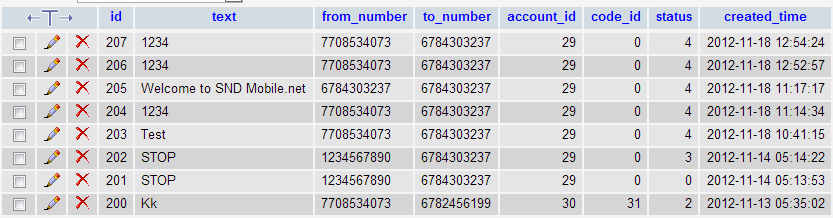 id text from_number to_number account_id code_id status created_time
207 1234 7708534073 6784303237 29 0 4 2012-11-18 12:54:24
206 1234 7708534073 6784303237 29 0 4 2012-11-18 12:52:57
205 Welcome to SND Mobile.net 6784303237 7708534073 29 0 4 2012-11-18 11:17:17
204 1234 7708534073 6784303237 29 0 4 2012-11-18 11:14:34
203 Test 7708534073 6784303237 29 0 4 2012-11-18 10:41:15
202 STOP 1234567890 6784303237 29 0 3 2012-11-14 05:14:22
201 STOP 1234567890 6784303237 29 0 0 2012-11-14 05:13:53
200 Kk 7708534073 6782456199 30 31 2 2012-11-13 05:35:02